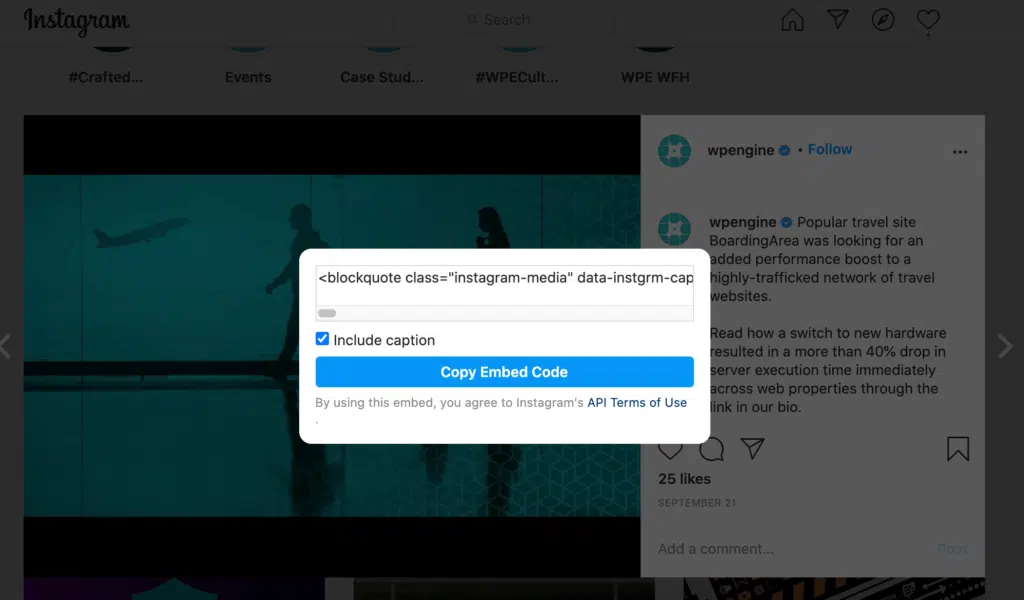 Instagram
Search
#Crafted...
Events
Case Stud...
#WPECult...
WPE WFH
wpengine • Follow
wpengine Popular travel site
BoardingArea was looking for an
added performance boost to a
highly-trafficked network of travel
websites.
Read how a switch to new hardware
resulted in a more than 40% drop in
server execution time immediately
across web properties through the
link in our bio.
<blockquote class="instagram-media" data-instgrm-cap
Include caption
Copy Embed Code
By using this embed, you agree to Instagram's API Terms of Use
.
25 likes
SEPTEMBER 21
Add a comment...
Post